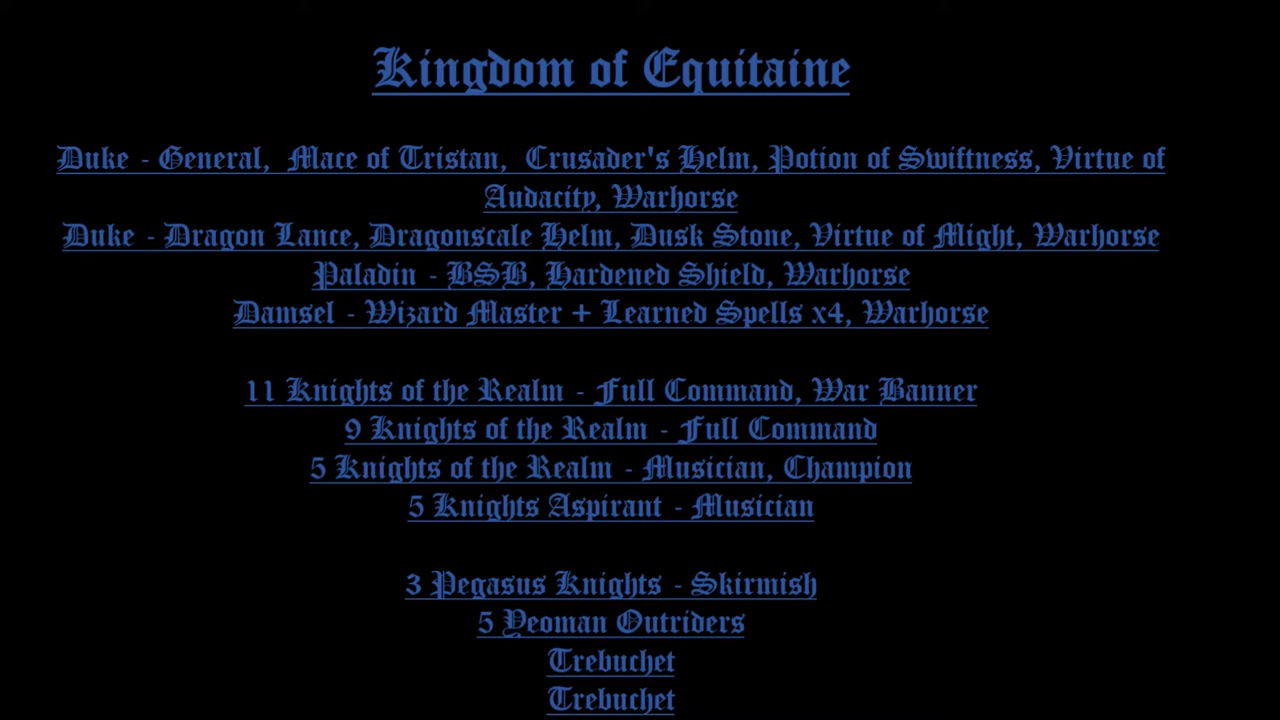 Kingdom of Equitaine
Duke - General,  Mace of Tristan,  Crusader's Helm, Potion of Swiftness, Virtue of
Audacity, Warhorse
Duke - Dragon Lance, Dragonscale Helm, Dusk Stone, Virtue of Might, Warhorse
Paladin - BSB, Hardened Shield, Warhorse
Damsel - Wizard Master + Learned Spells x4, Warhorse
11 Knights of the Realm - Full Command, War Banner
9 Knights of the Realm - Full Command
5 Knights of the Realm - Musician, Champion
5 Knights Aspirant - Musician
3 Pegasus Knights - Skirmish
5 Yeoman Outriders
Trebuchet
Trebuchet